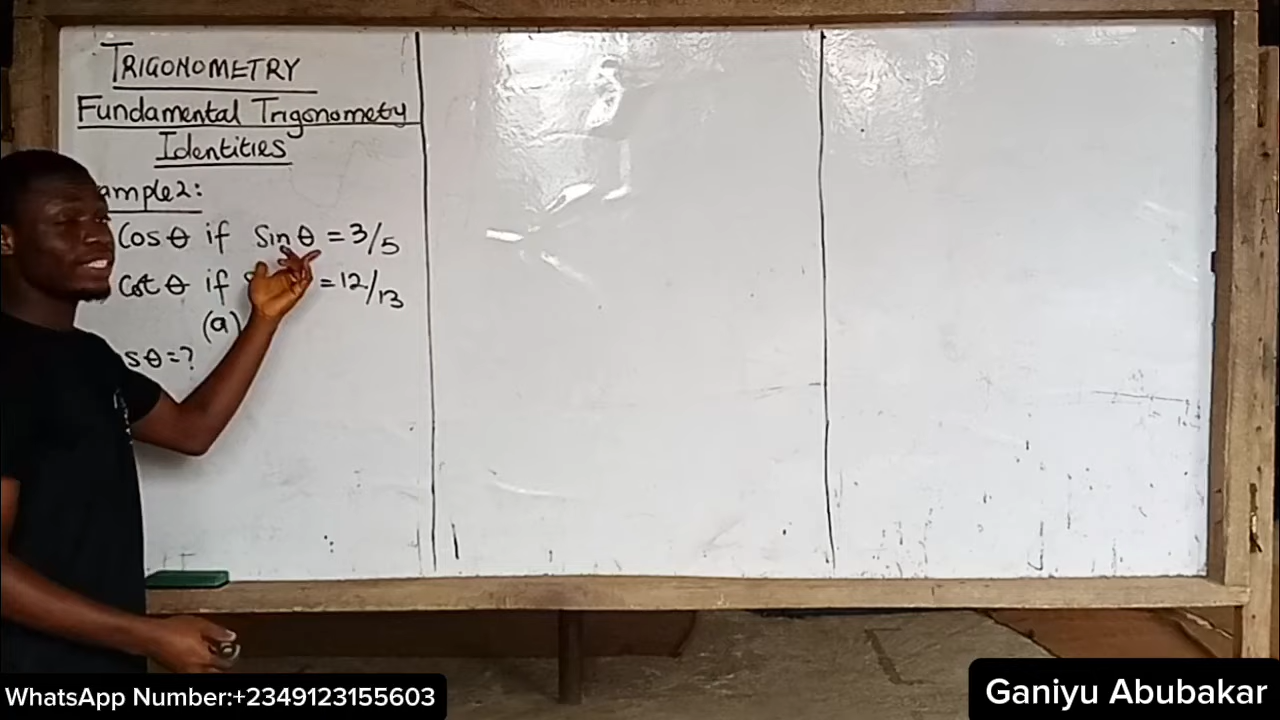 TRIGONOMETRY
Fundamental Trigonomety
Identities
ample2:
Cos θ if Sin θ = 3/5
Cot θ if = 12/13
(a)
sθ=?
WhatsApp Number:+2349123155603
Ganiyu Abubakar